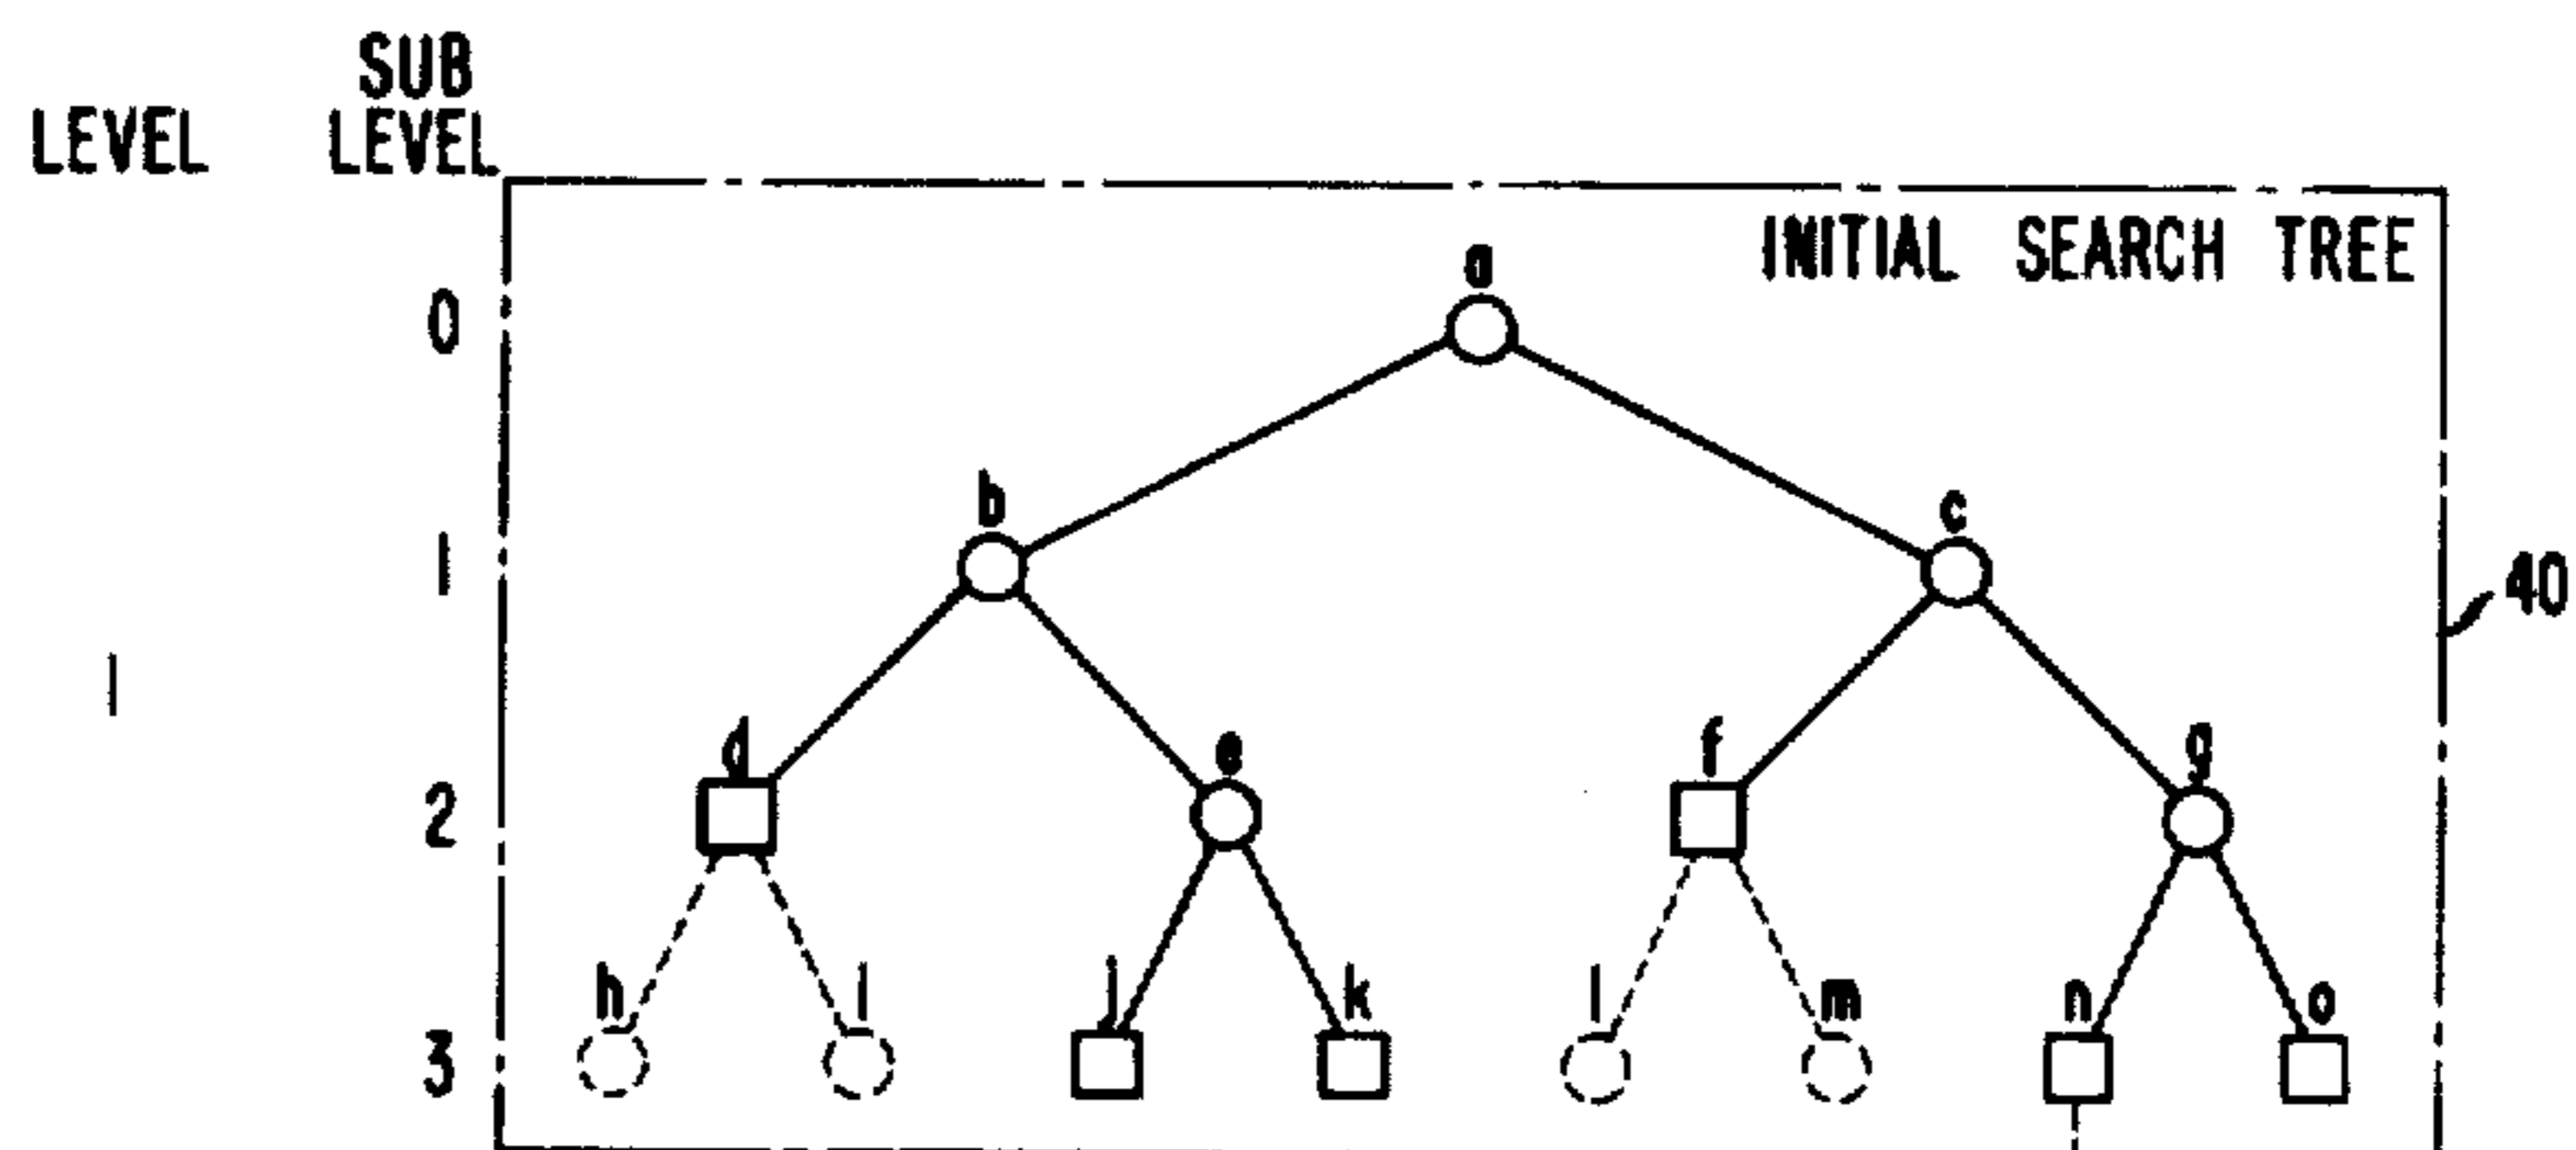 SUB
LEVEL LEVEL
INITIAL SEARCH TREE
a
0
b c
1
40
1
d e f g
2
h i j k l m n o
3